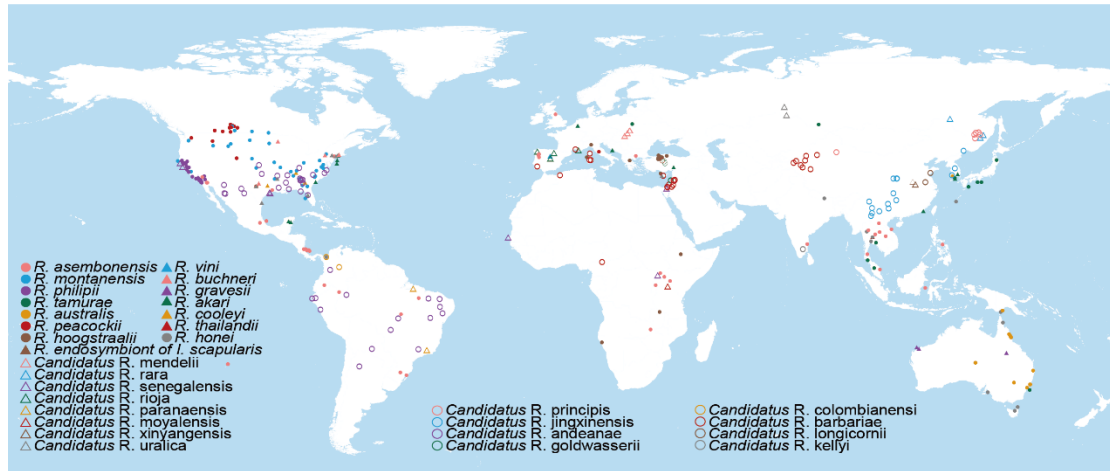 R. asembonensis
R. montanensis
R. philipii
R. tamurae
R. australis
R. peacockii
R. hoogstraalii
R. endosymbiont of I. scapularis
R. vini
R. buchneri
R. gravesii
R. akari
R. cooleyi
R. thailandii
R. honei
Candidatus R. mendelii
Candidatus R. rara
Candidatus R. senegalensis
Candidatus R. rioja
Candidatus R. paranaensis
Candidatus R. moyalensis
Candidatus R. xinyangensis
Candidatus R. uralica
Candidatus R. principis
Candidatus R. jingxinensis
Candidatus R. andeanae
Candidatus R. goldwasserii
Candidatus R. colombianensi
Candidatus R. barbariae
Candidatus R. longicornii
Candidatus R. kellyi